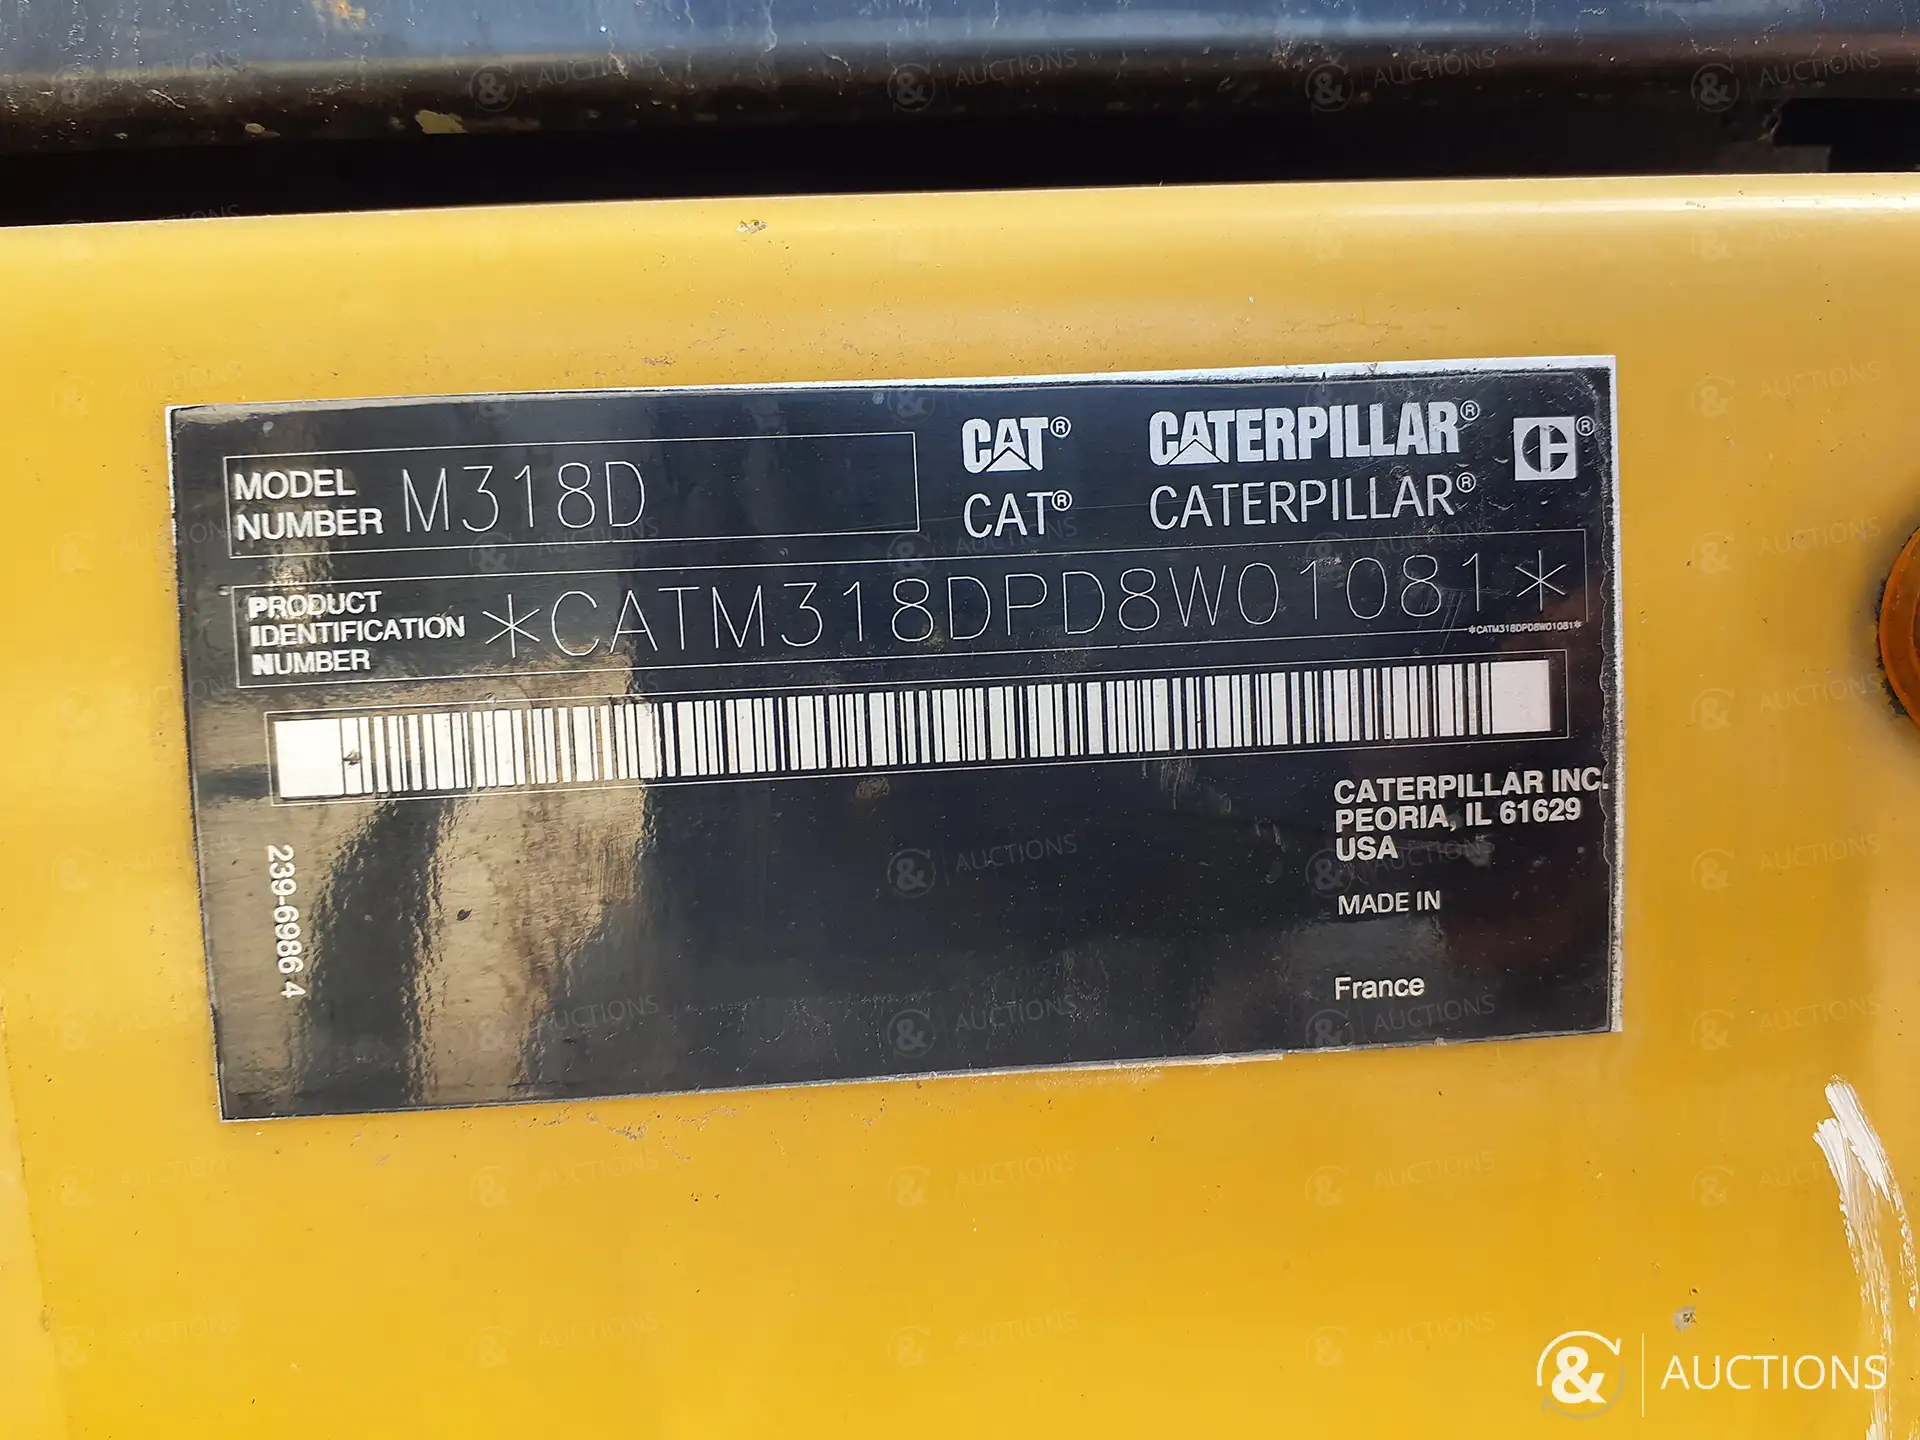 MODEL
NUMBER
M318D
CAT® CATERPILLAR®
CAT® CATERPILLAR®
PRODUCT
IDENTIFICATION
NUMBER
*CATM318DPD8W01081*
*CATM318DPD8W01081*
CATERPILLAR INC.
PEORIA, IL 61629
USA
MADE IN
France
239-6986 4
& AUCTIONS